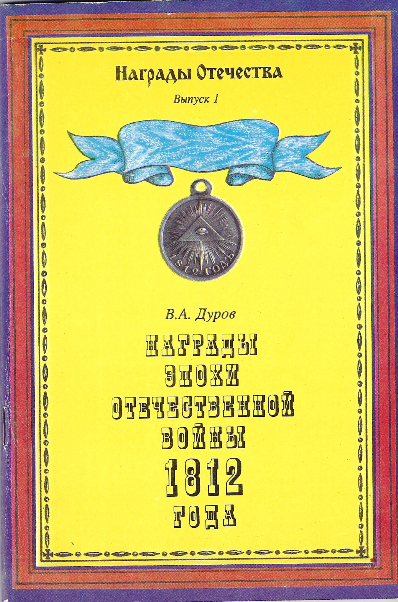 Награды Отечества
Выпуск 1
1812 ГОДЪ.
В.А. Дуров
НАГРАДЫ
ЭПОХИ
ОТЕЧЕСТВЕННОЙ
ВОЙНЫ
1812
ГОДА